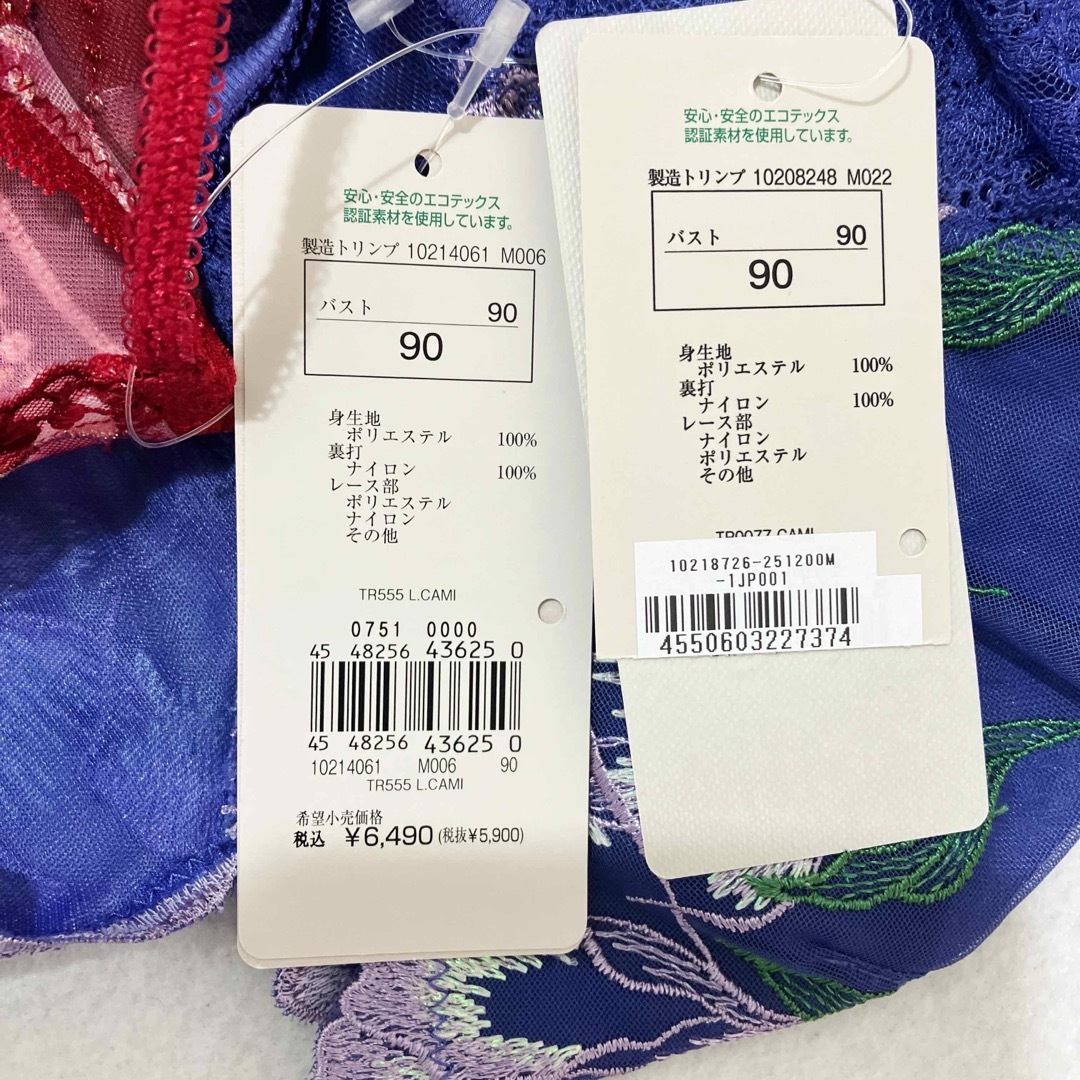 安心・安全のエコテックス
認証素材を使用しています。
製造トリンプ 10214061 M006
バスト 90
90
身生地
ポリエステル 100%
裏打
ナイロン 100%
レース部
ポリエステル
ナイロン
その他
TR555 L.CAMI
0751 0000
45 48256 43625 0
45 48256 43625 0
10214061 M006 90
TR555 L.CAMI
希望小売価格
税込 ¥6,490 (税抜¥5,900)
安心・安全のエコテックス
認証素材を使用しています。
製造トリンプ 10208248 M022
バスト 90
90
身生地
ポリエステル 100%
裏打
ナイロン 100%
レース部
ナイロン
ポリエステル
その他
TR0077 CAMI
10218726-251200M
-1JP001
4550603227374